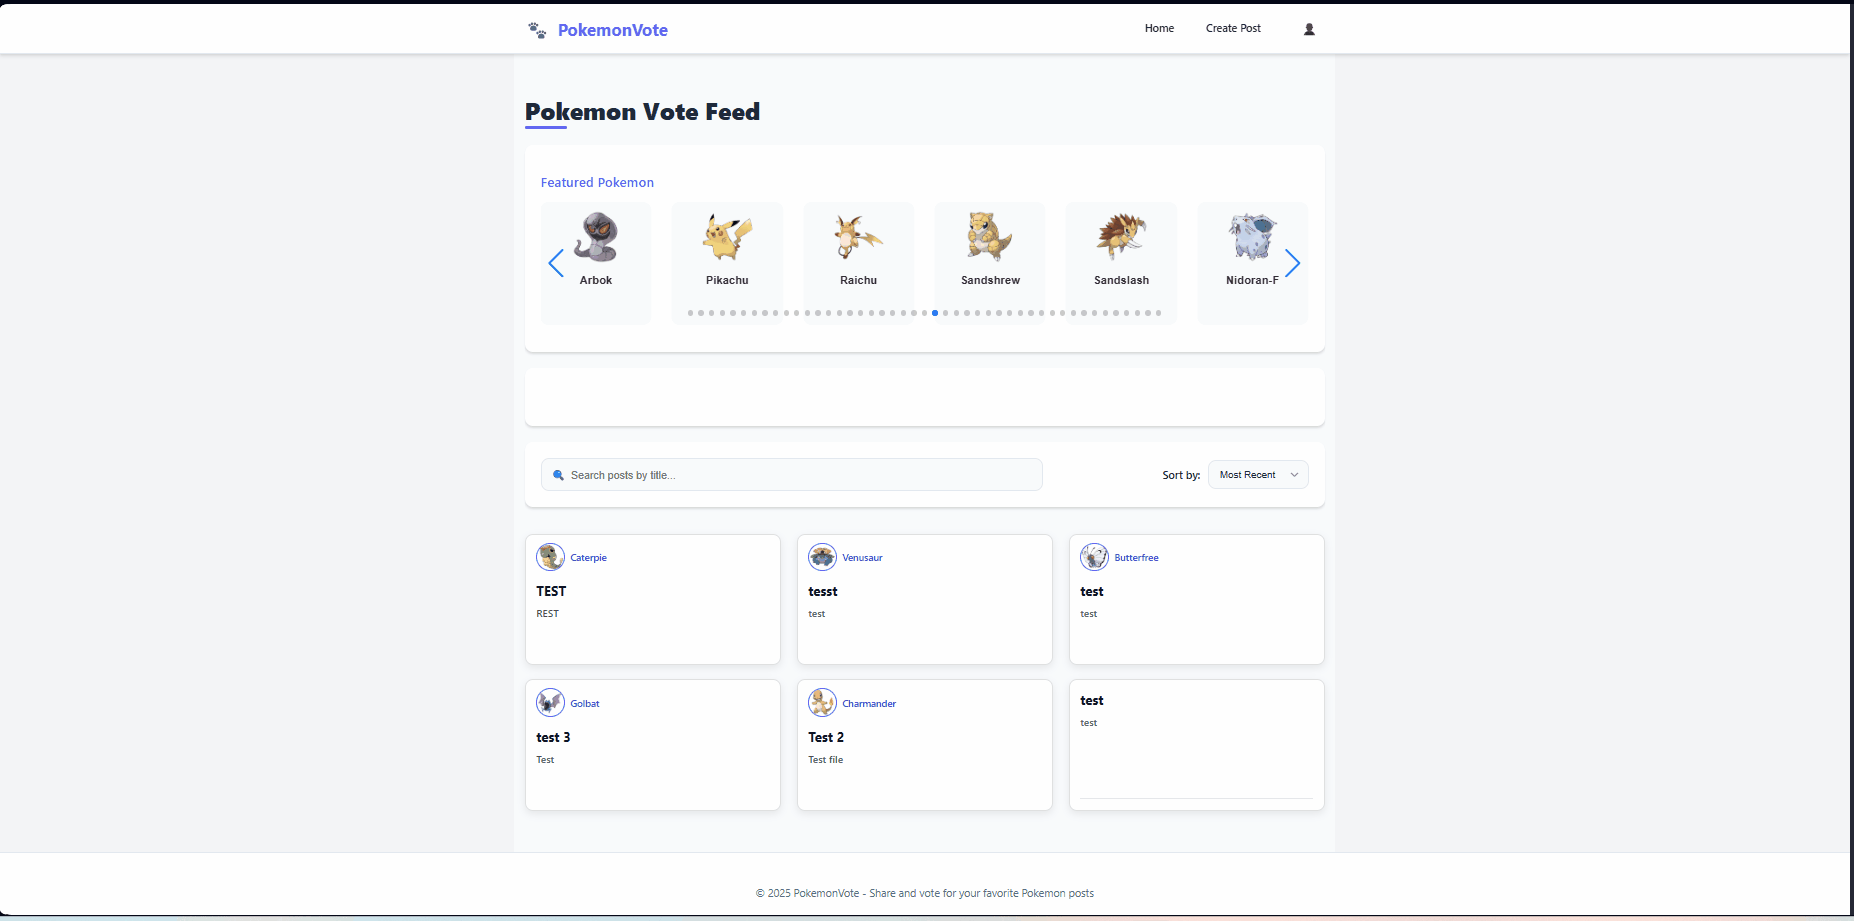 PokemonVote
Home
Create Post
Pokemon Vote Feed
Featured Pokemon
Arbok
Pikachu
Raichu
Sandshrew
Sandslash
Nidoran-F
Search posts by title...
Sort by:
Most Recent
Caterpie
TEST
REST
Venusaur
tesst
test
Butterfree
test
test
Golbat
test 3
Test
Charmander
Test 2
Test file
test
test
© 2025 PokemonVote - Share and vote for your favorite Pokemon posts